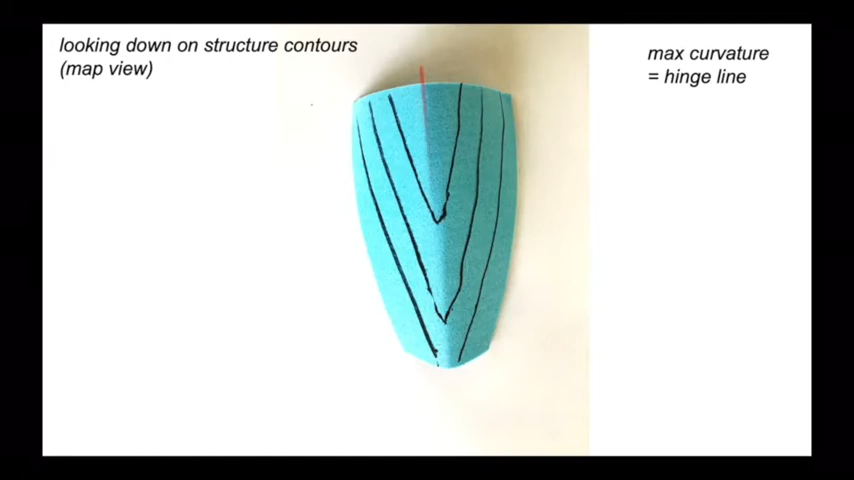 looking down on structure contours
(map view)
max curvature
= hinge line